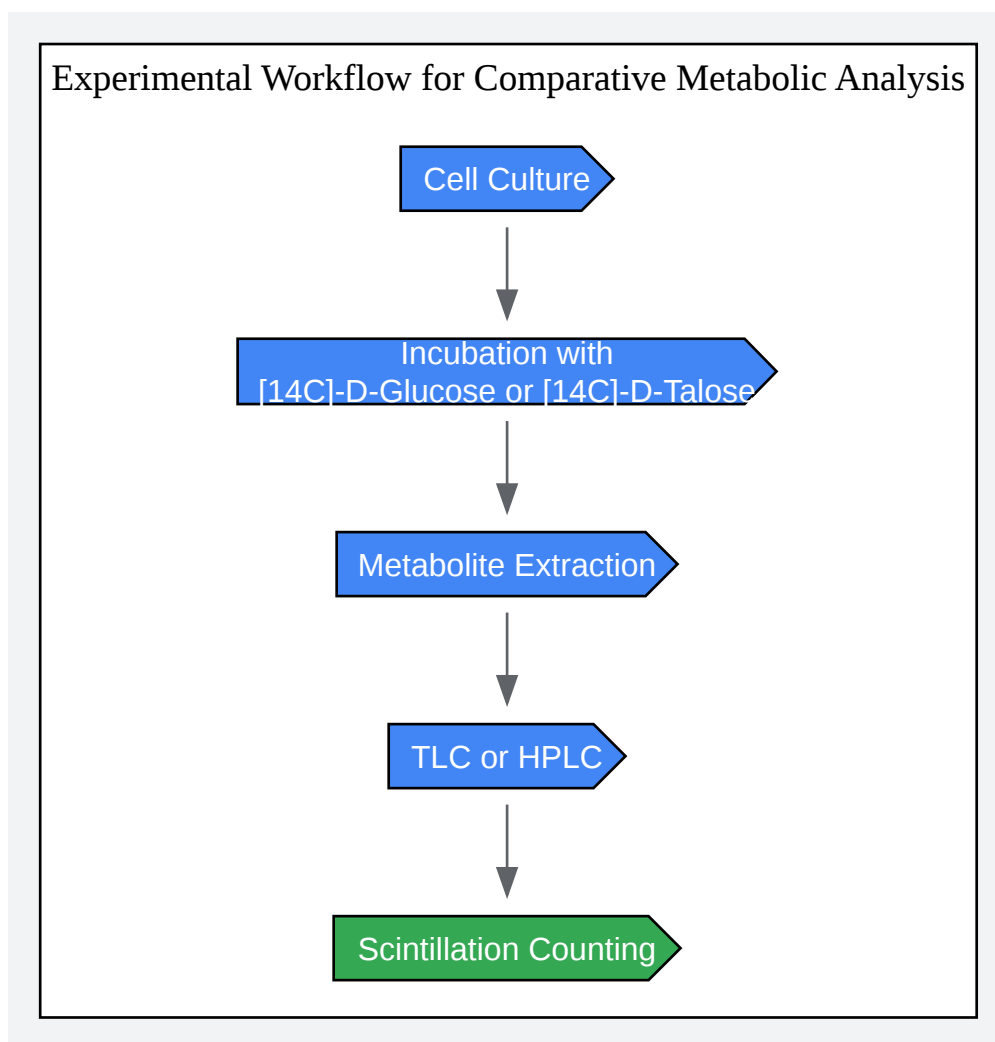 Experimental Workflow for Comparative Metabolic Analysis
Cell Culture
Incubation with
[14C]-D-Glucose or [14C]-D-Talose
Metabolite Extraction
TLC or HPLC
Scintillation Counting